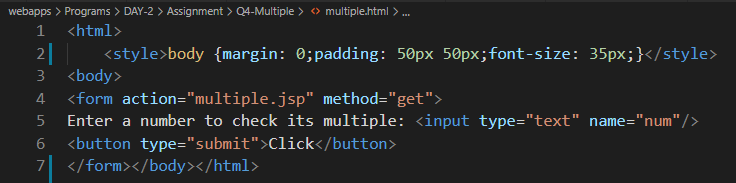 webapps > Programs > DAY-2 > Assignment > Q4-Multiple > <> multiple.html > ...
1 <html>
2 <style>body {margin: 0;padding: 50px 50px;font-size: 35px;}</style>
3 <body>
4 <form action="multiple.jsp" method="get">
5 Enter a number to check its multiple: <input type="text" name="num"/>
6 <button type="submit">Click</button>
7 </form></body></html>